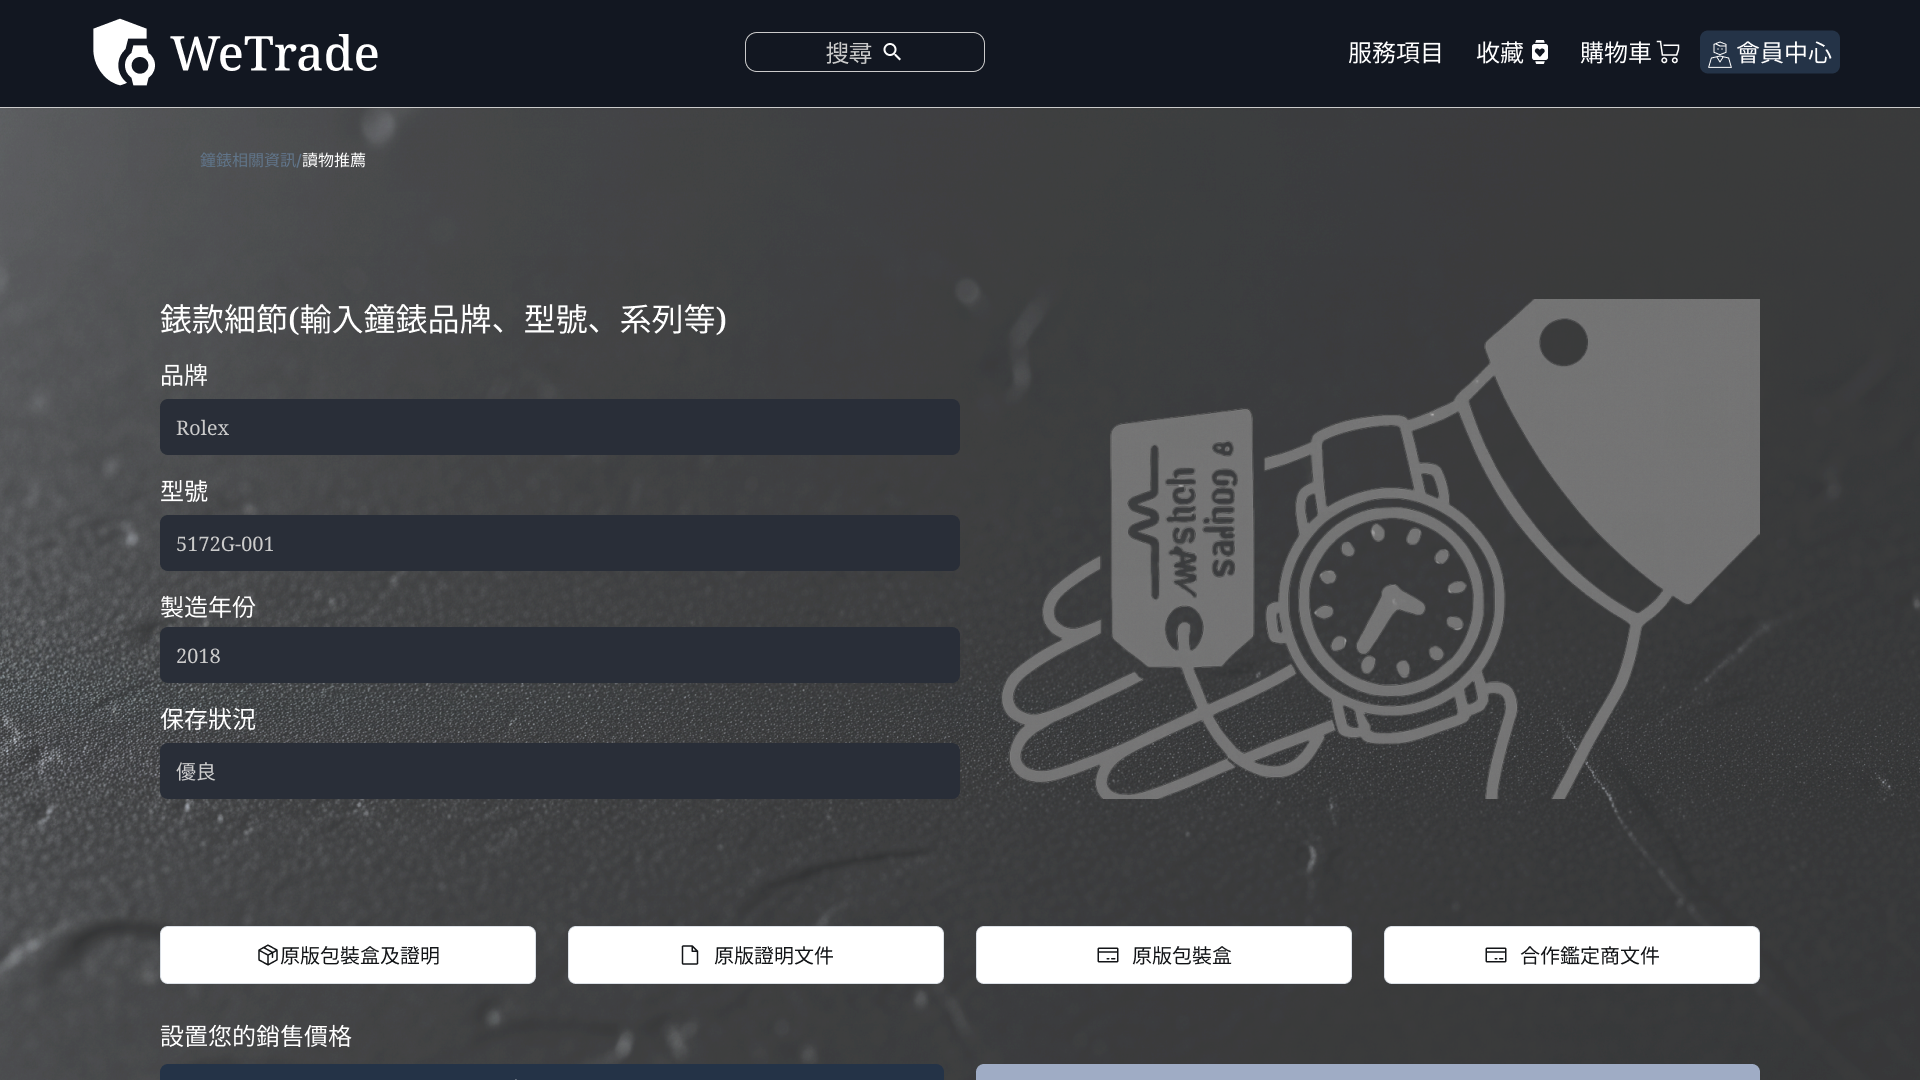 WeTrade
搜尋
服務項目
收藏
購物車
會員中心
鐘錶相關資訊/讀物推薦
錶款細節(輸入鐘錶品牌、型號、系列等)
品牌
Rolex
型號
5172G-001
製造年份
2018
保存狀況
優良
原版包裝盒及證明
原版證明文件
原版包裝盒
合作鑑定商文件
設置您的銷售價格